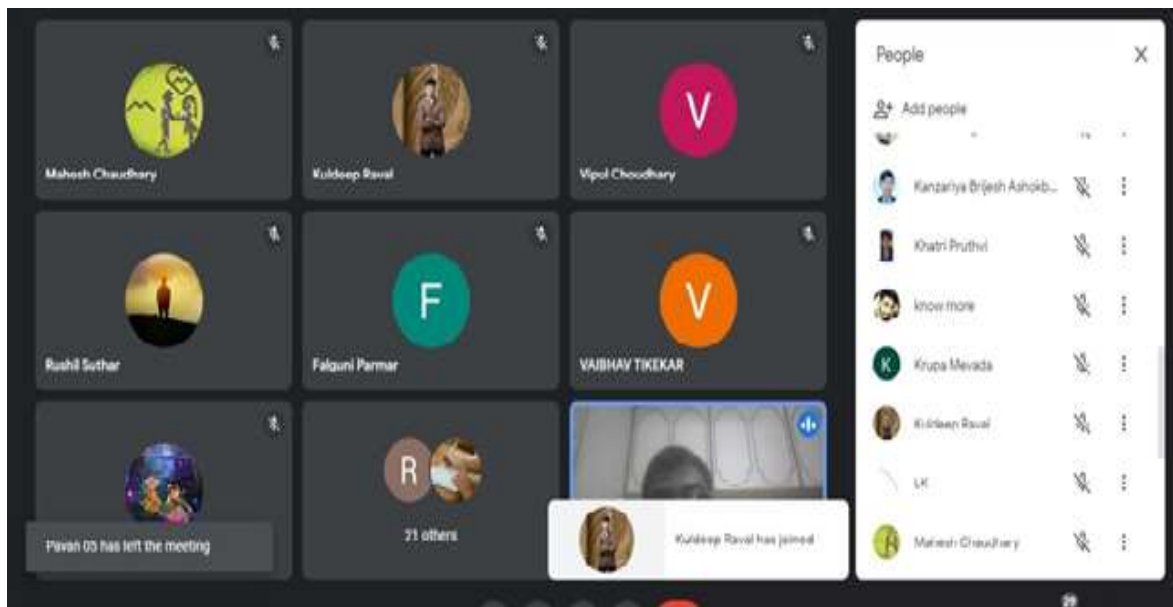 Mahesh Chaudhary
Kuldeep Raval
V
Vipol Choudhary
Rushil Suthar
F
Falguni Parmar
V
VAIBHAV TIKEKAR
Pavan 05 has left the meeting
R
21 others
Kuldeep Raval has joined
People
Add people
Kanzariya Brijesh Ashokb...
Khatri Pruthvi
know more
K
Krupa Mevada
Kuldeep Raval
LK
Mahesh Chaudhary
29